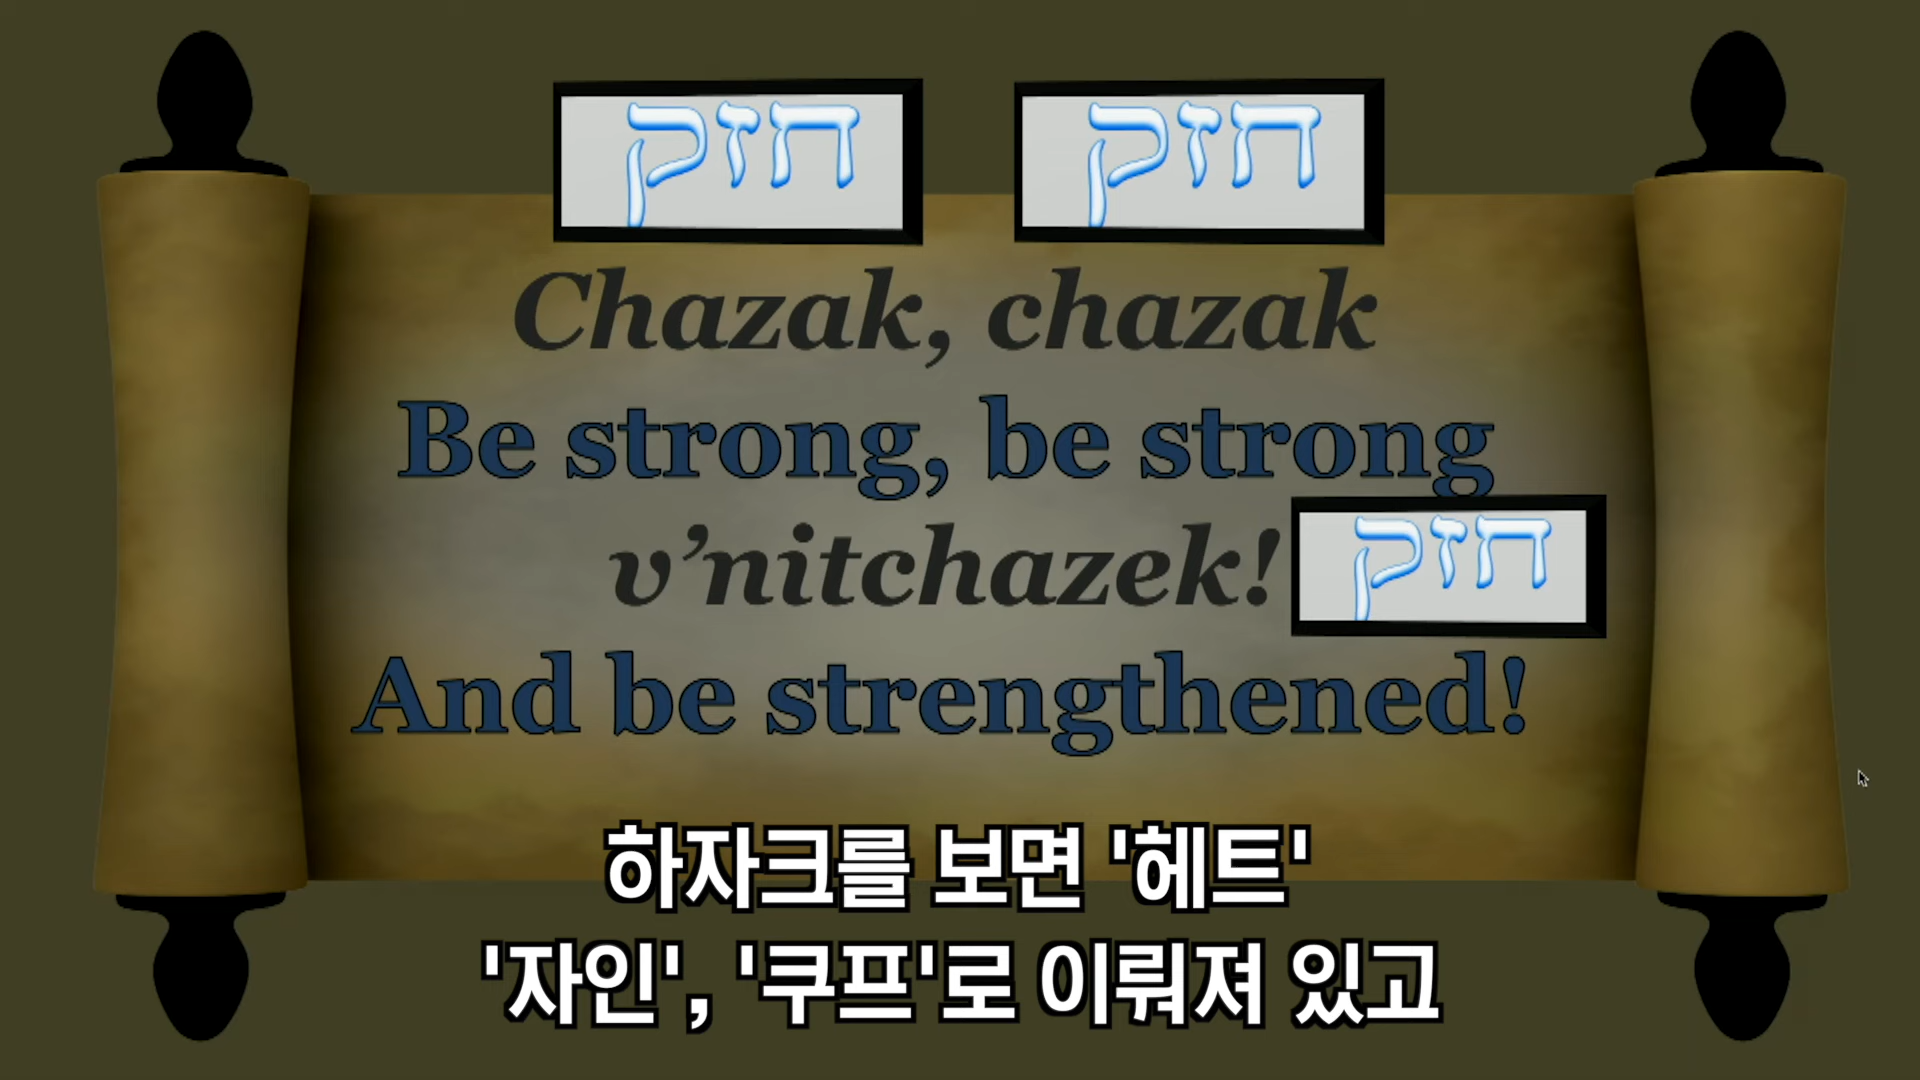 חזק חזק
Chazak, chazak
Be strong, be strong
v’nitchazek! חזק
And be strengthened!
하자크를 보면 '헤트'
'자인', '쿠프'로 이뤄져 있고